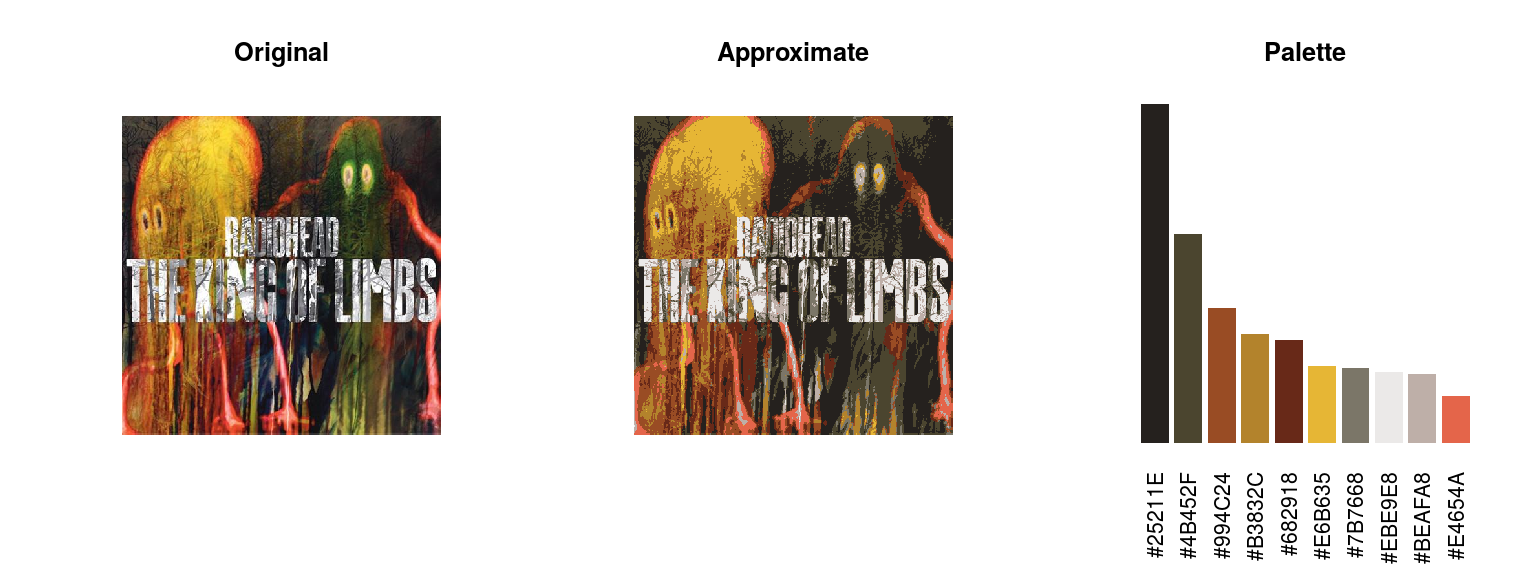 Original
Approximate
Palette
RADIOHEAD
THE KING OF LIMBS
RADIOHEAD
THE KING OF LIMBS
#25211E
#4B452F
#994C24
#B3832C
#682918
#E6B635
#7B7668
#EBE9E8
#BEAFA8
#E4654A